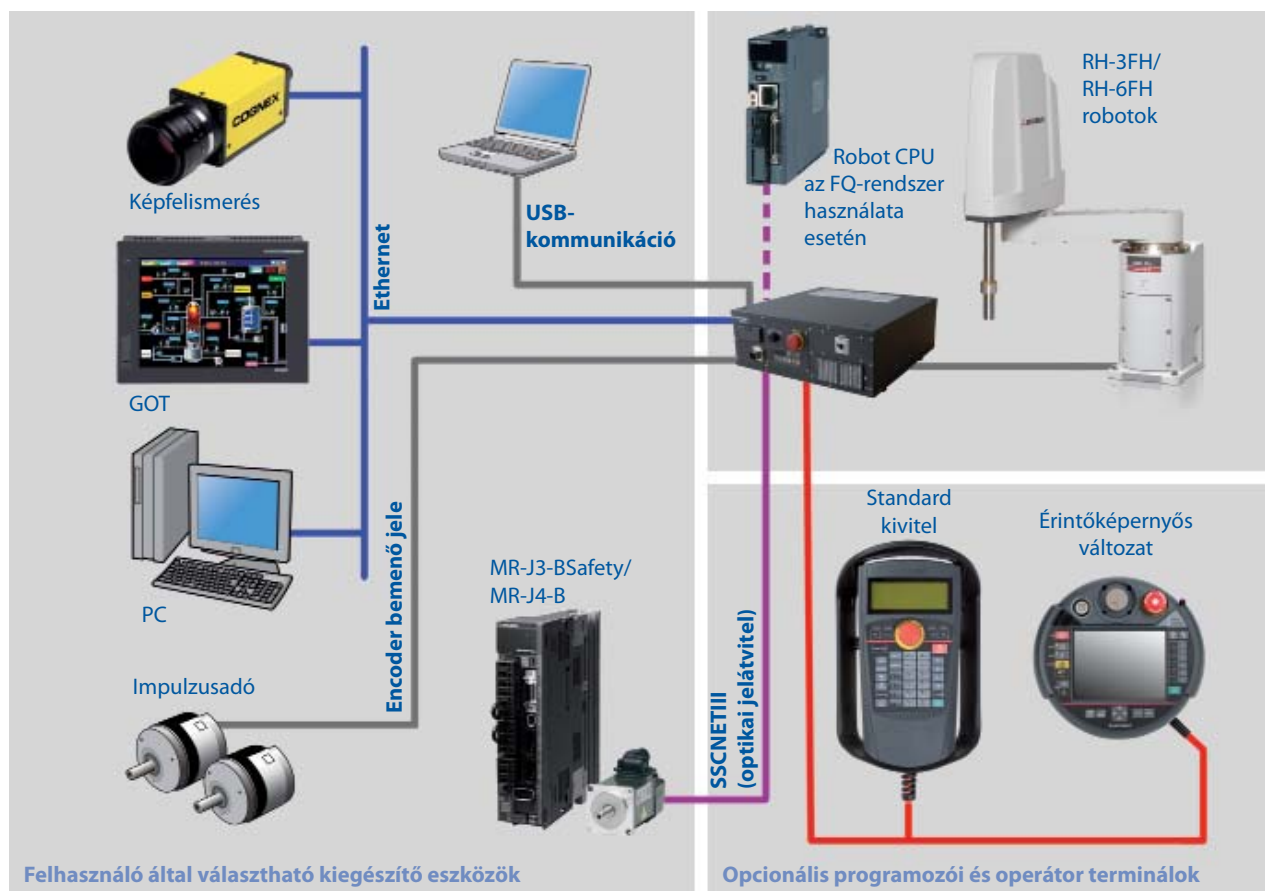 COGNEX
Képfelismerés
GOT
PC
Impulzusadó
Ethernet
USB-
kommunikáció
Encoder bemenő jele
MR-J3-BSafety/
MR-J4-B
SSCNETIII
(optikai jelátvitel)
Robot CPU
az FQ-rendszer
használata
esetén
RH-3FH/
RH-6FH
robotok
Standard
kivitel
Érintőképernyős
változat
Felhasználó által választható kiegészítő eszközök
Opcionális programozói és operátor terminálok